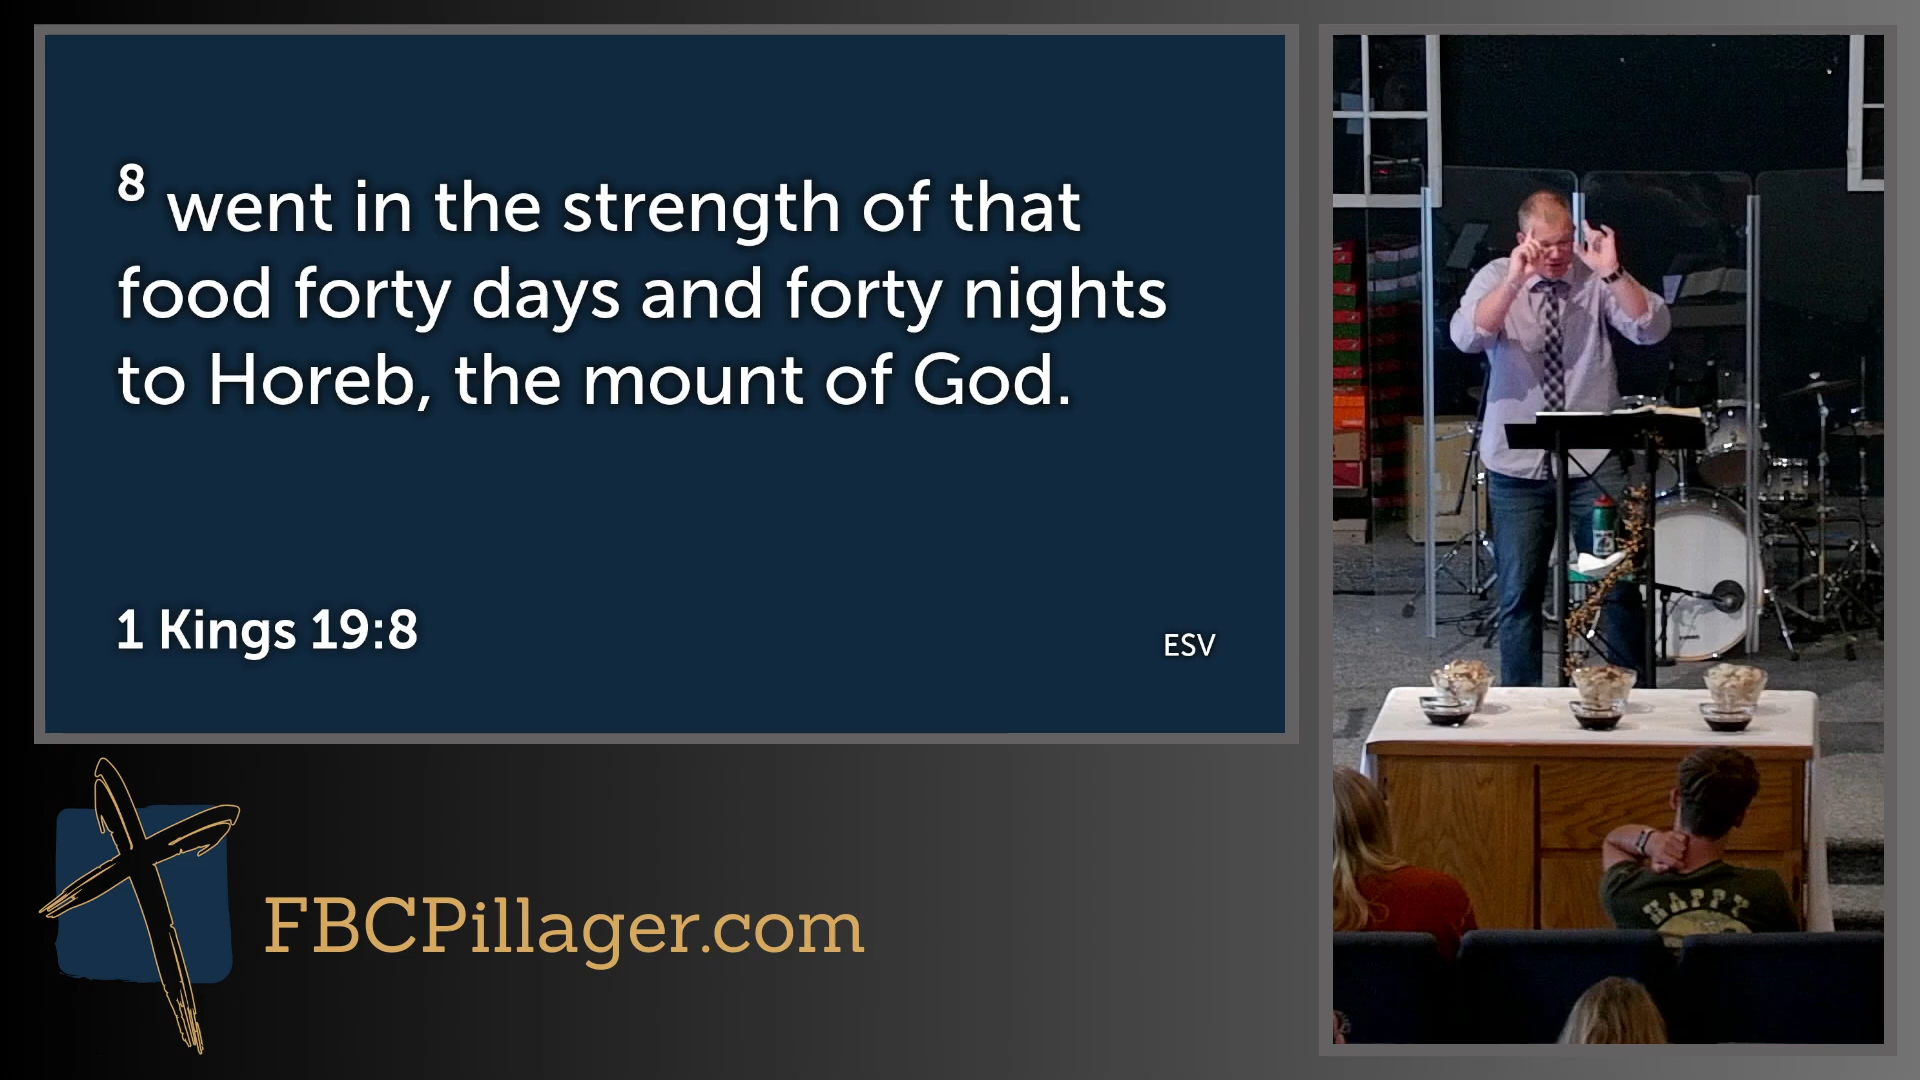 8 went in the strength of that
food forty days and forty nights
to Horeb, the mount of God.
1 Kings 19:8
ESV
FBCPillager.com
HAPPY